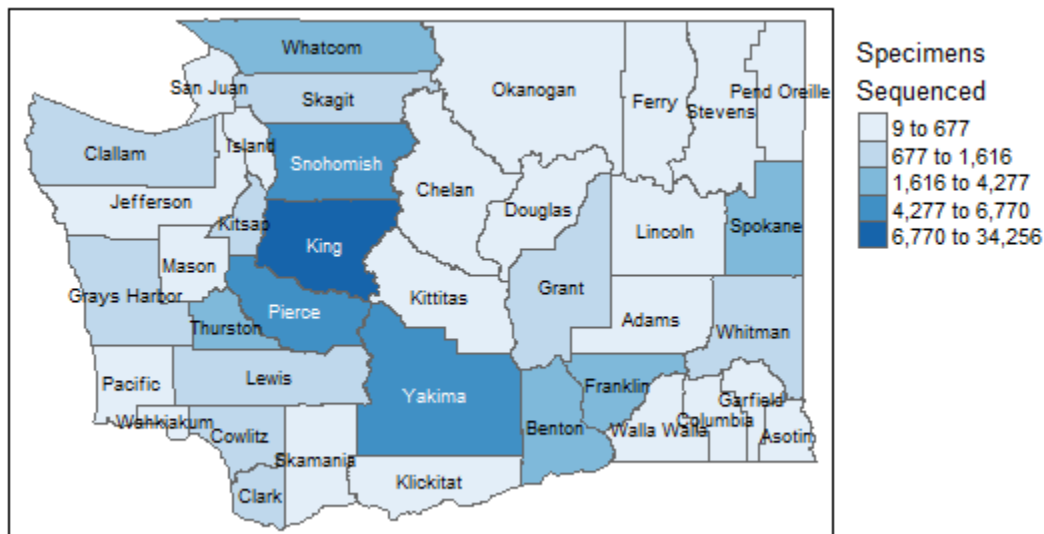 Whatcom
San Juan
Skagit
Okanogan
Ferry
Stevens
Pend Oreille
Clallam
Island
Snohomish
Chelan
Jefferson
Kitsap
King
Douglas
Lincoln
Spokane
Mason
Grays Harbor
Kittitas
Grant
Adams
Whitman
Thurston
Pierce
Pacific
Lewis
Yakima
Franklin
Benton
Garfield
Columbia
Walla Walla
Asotin
Wahkiakum
Cowlitz
Skamania
Klickitat
Clark
Specimens
Sequenced
9 to 677
677 to 1,616
1,616 to 4,277
4,277 to 6,770
6,770 to 34,256